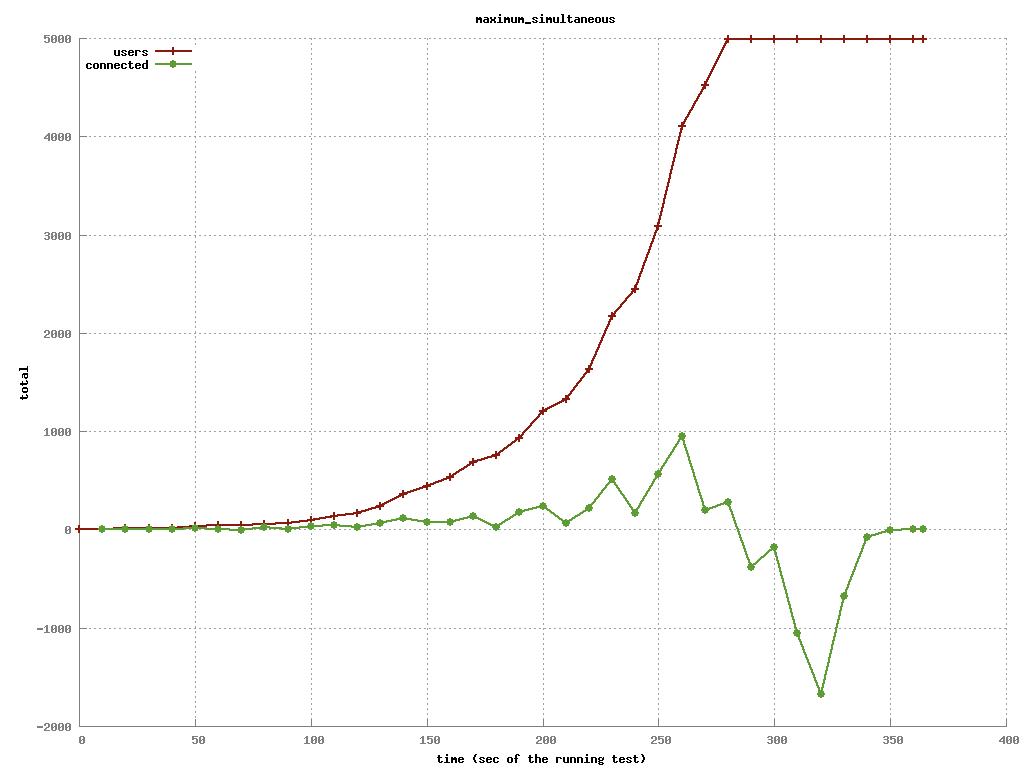 maximum_simultaneous
users
connected
5000
4000
3000
2000
1000
0
-1000
-2000
total
0 50 100 150 200 250 300 350 400
time (sec of the running test)